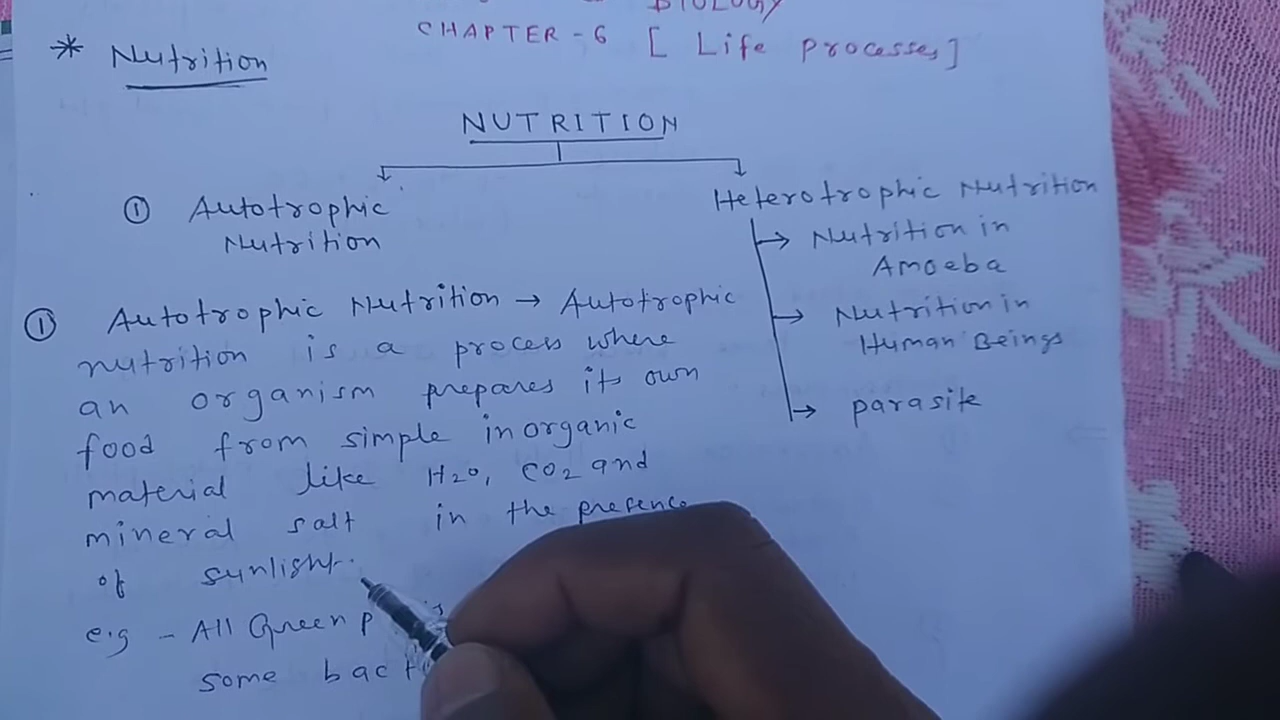 BIOLOGY
CHAPTER - 6 [ Life processes ]
* Nutrition
NUTRITION
① Autotrophic
Nutrition
Heterotrophic Nutrition
→ Nutrition in
Amoeba
→ Nutrition in
Human Beings
→ parasite
① Autotrophic Nutrition → Autotrophic
nutrition is a process where
an organism prepares its own
food from simple inorganic
material like H2O, CO2 and
mineral salt in the presence
of sunlight.
e.g - All Green
some